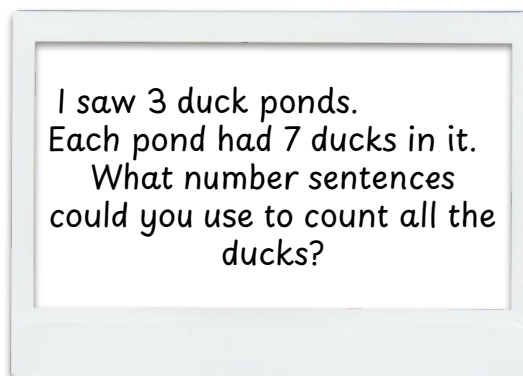 I saw 3 duck ponds.
Each pond had 7 ducks in it.
What number sentences
could you use to count all the
ducks?